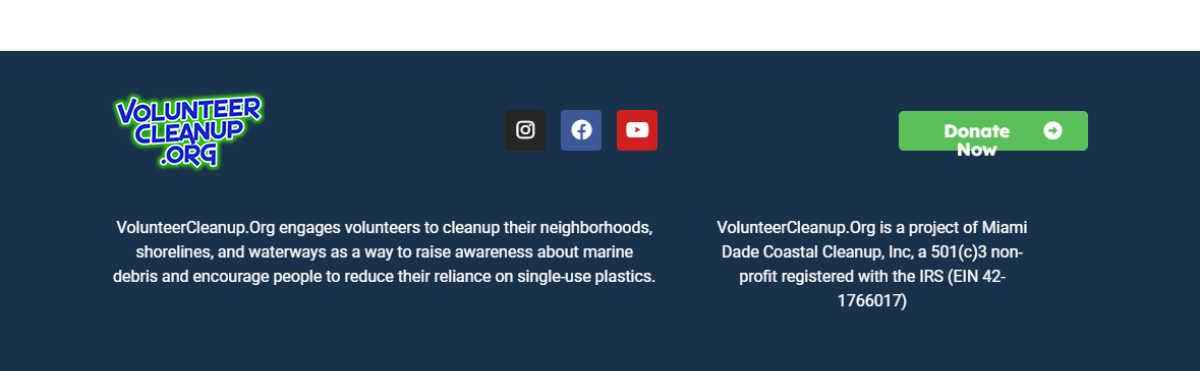 VOLUNTEER
CLEANUP
.ORG
Donate
Now
VolunteerCleanup.Org engages volunteers to cleanup their neighborhoods,
shorelines, and waterways as a way to raise awareness about marine
debris and encourage people to reduce their reliance on single-use plastics.
VolunteerCleanup.Org is a project of Miami
Dade Coastal Cleanup, Inc, a 501(c)3 non-
profit registered with the IRS (EIN 42-
1766017)